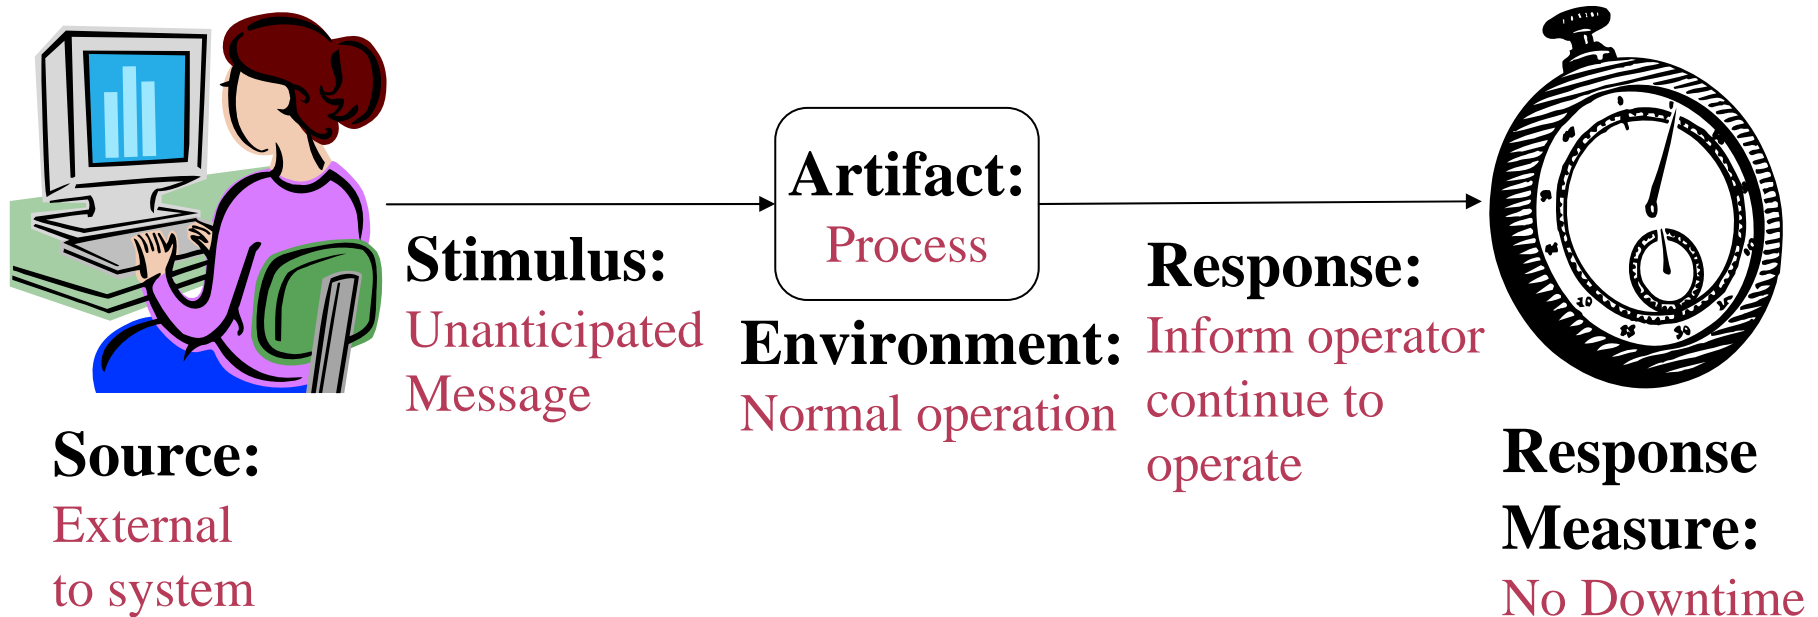 Source:
External
to system
Stimulus:
Unanticipated
Message
Artifact:
Process
Environment:
Normal operation
Response:
Inform operator
continue to
operate
Response
Measure:
No Downtime